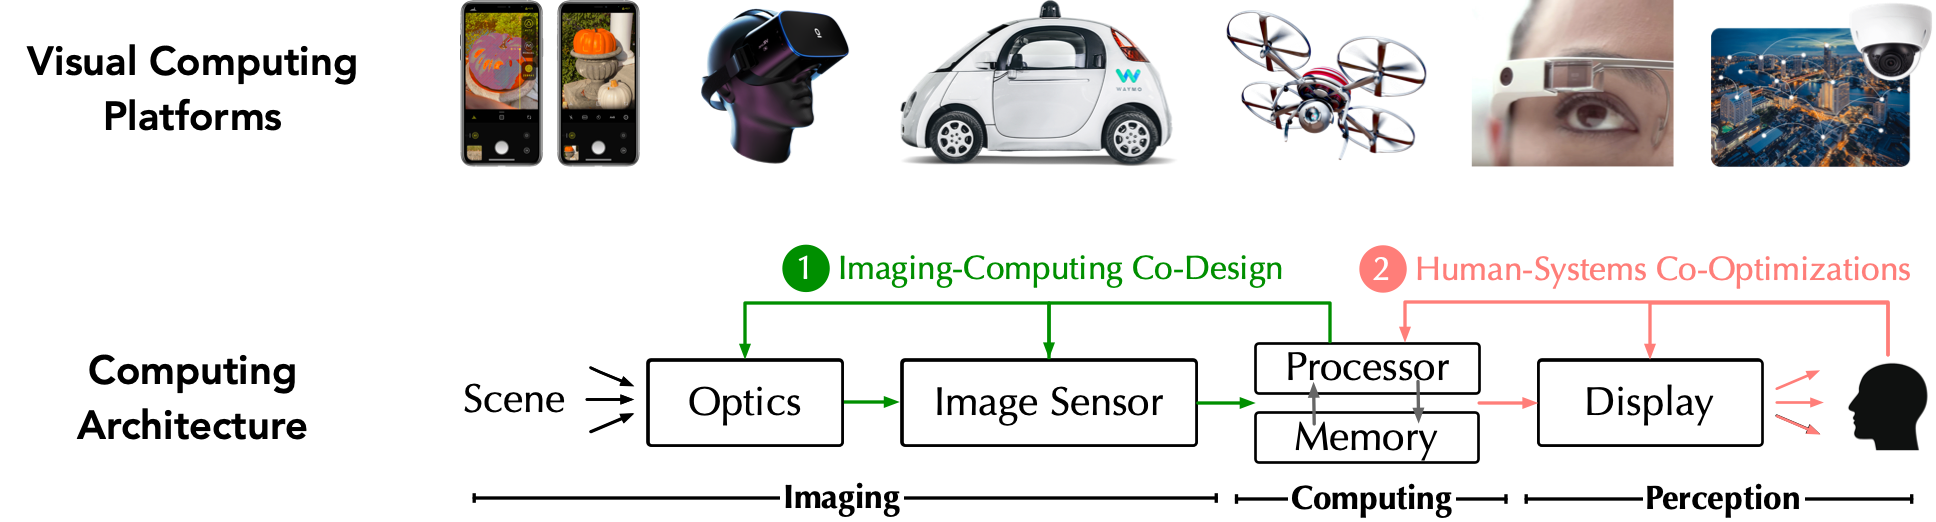 Visual Computing
Platforms
WAYMO
1 Imaging-Computing Co-Design
2 Human-Systems Co-Optimizations
Computing
Architecture
Scene
Optics
Image Sensor
Processor
Memory
Display
Imaging
Computing
Perception